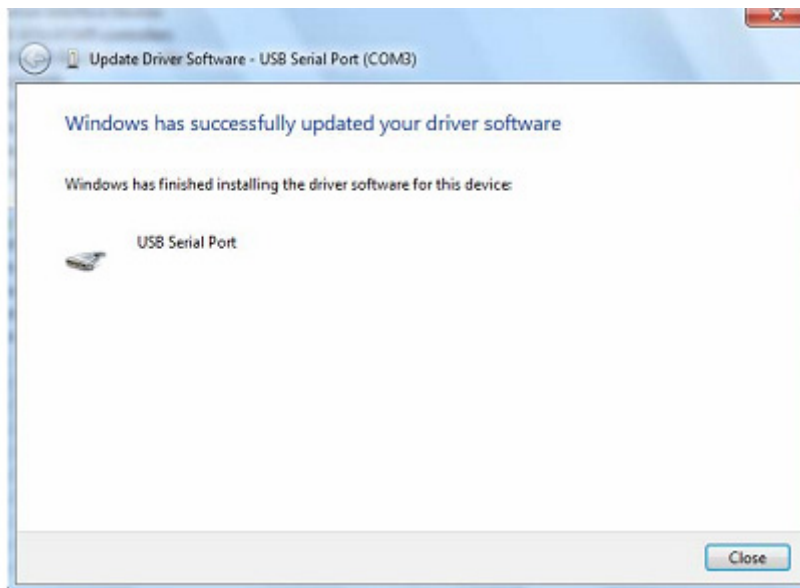 Update Driver Software - USB Serial Port (COM3)
Windows has successfully updated your driver software
Windows has finished installing the driver software for this device:
USB Serial Port
Close